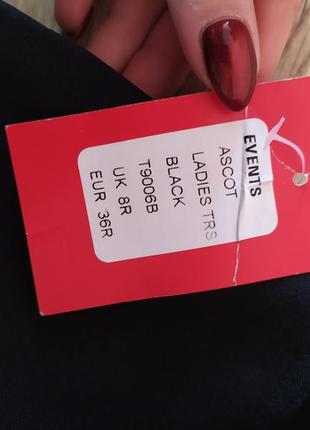 EVENTS
ASCOT
LADIES TRS
BLACK
T9006B
UK 8R
EUR 36R